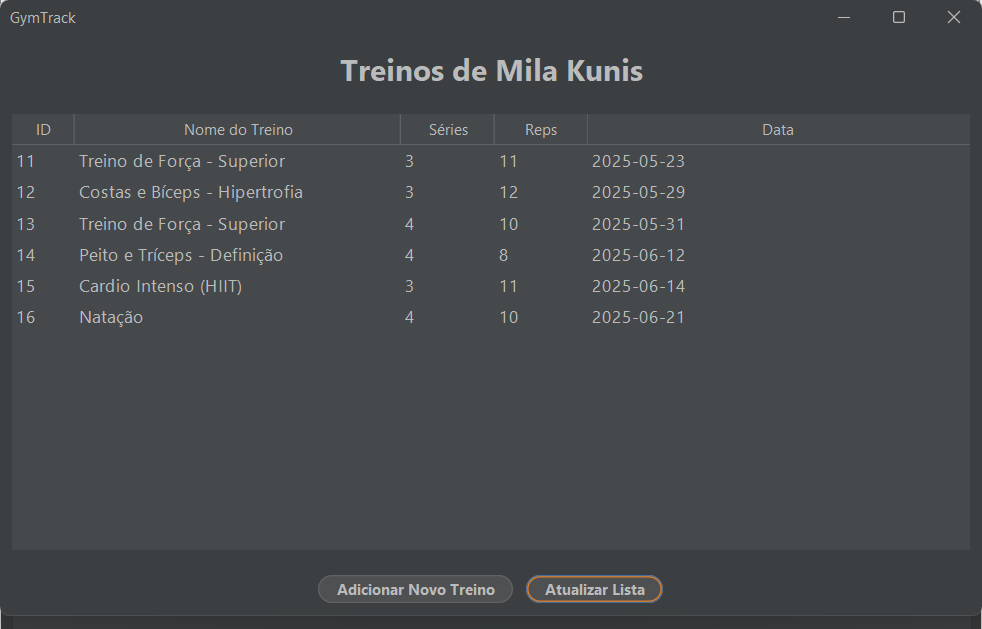 GymTrack
Treinos de Mila Kunis
ID Nome do Treino Séries Reps Data
11 Treino de Força - Superior 3 11 2025-05-23
12 Costas e Bíceps - Hipertrofia 3 12 2025-05-29
13 Treino de Força - Superior 4 10 2025-05-31
14 Peito e Tríceps - Definição 4 8 2025-06-12
15 Cardio Intenso (HIIT) 3 11 2025-06-14
16 Natação 4 10 2025-06-21
Adicionar Novo Treino Atualizar Lista